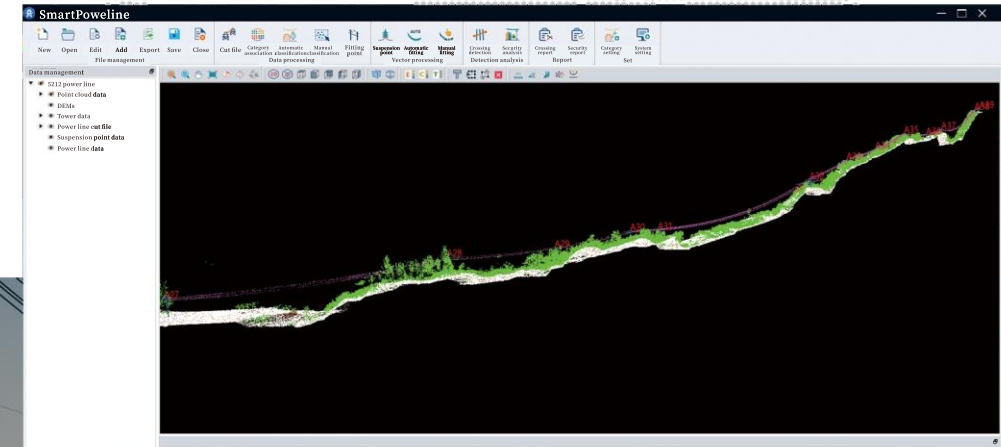 SmartPoweline
New Open Edit Add Export Save Close Cut file Category association Automatic classification Manual classification Fitting point Suspension point Automatic fitting Manual fitting Crossing detection Security analysis Crossing report Security report Category setting System setting
File management Data processing Vector processing Detection analysis Report Set
Data management
5212 power line
Point cloud data
DEMs
Tower data
Power line cut file
Suspension point data
Power line data
A35
A37
A30 A31
A29
A28